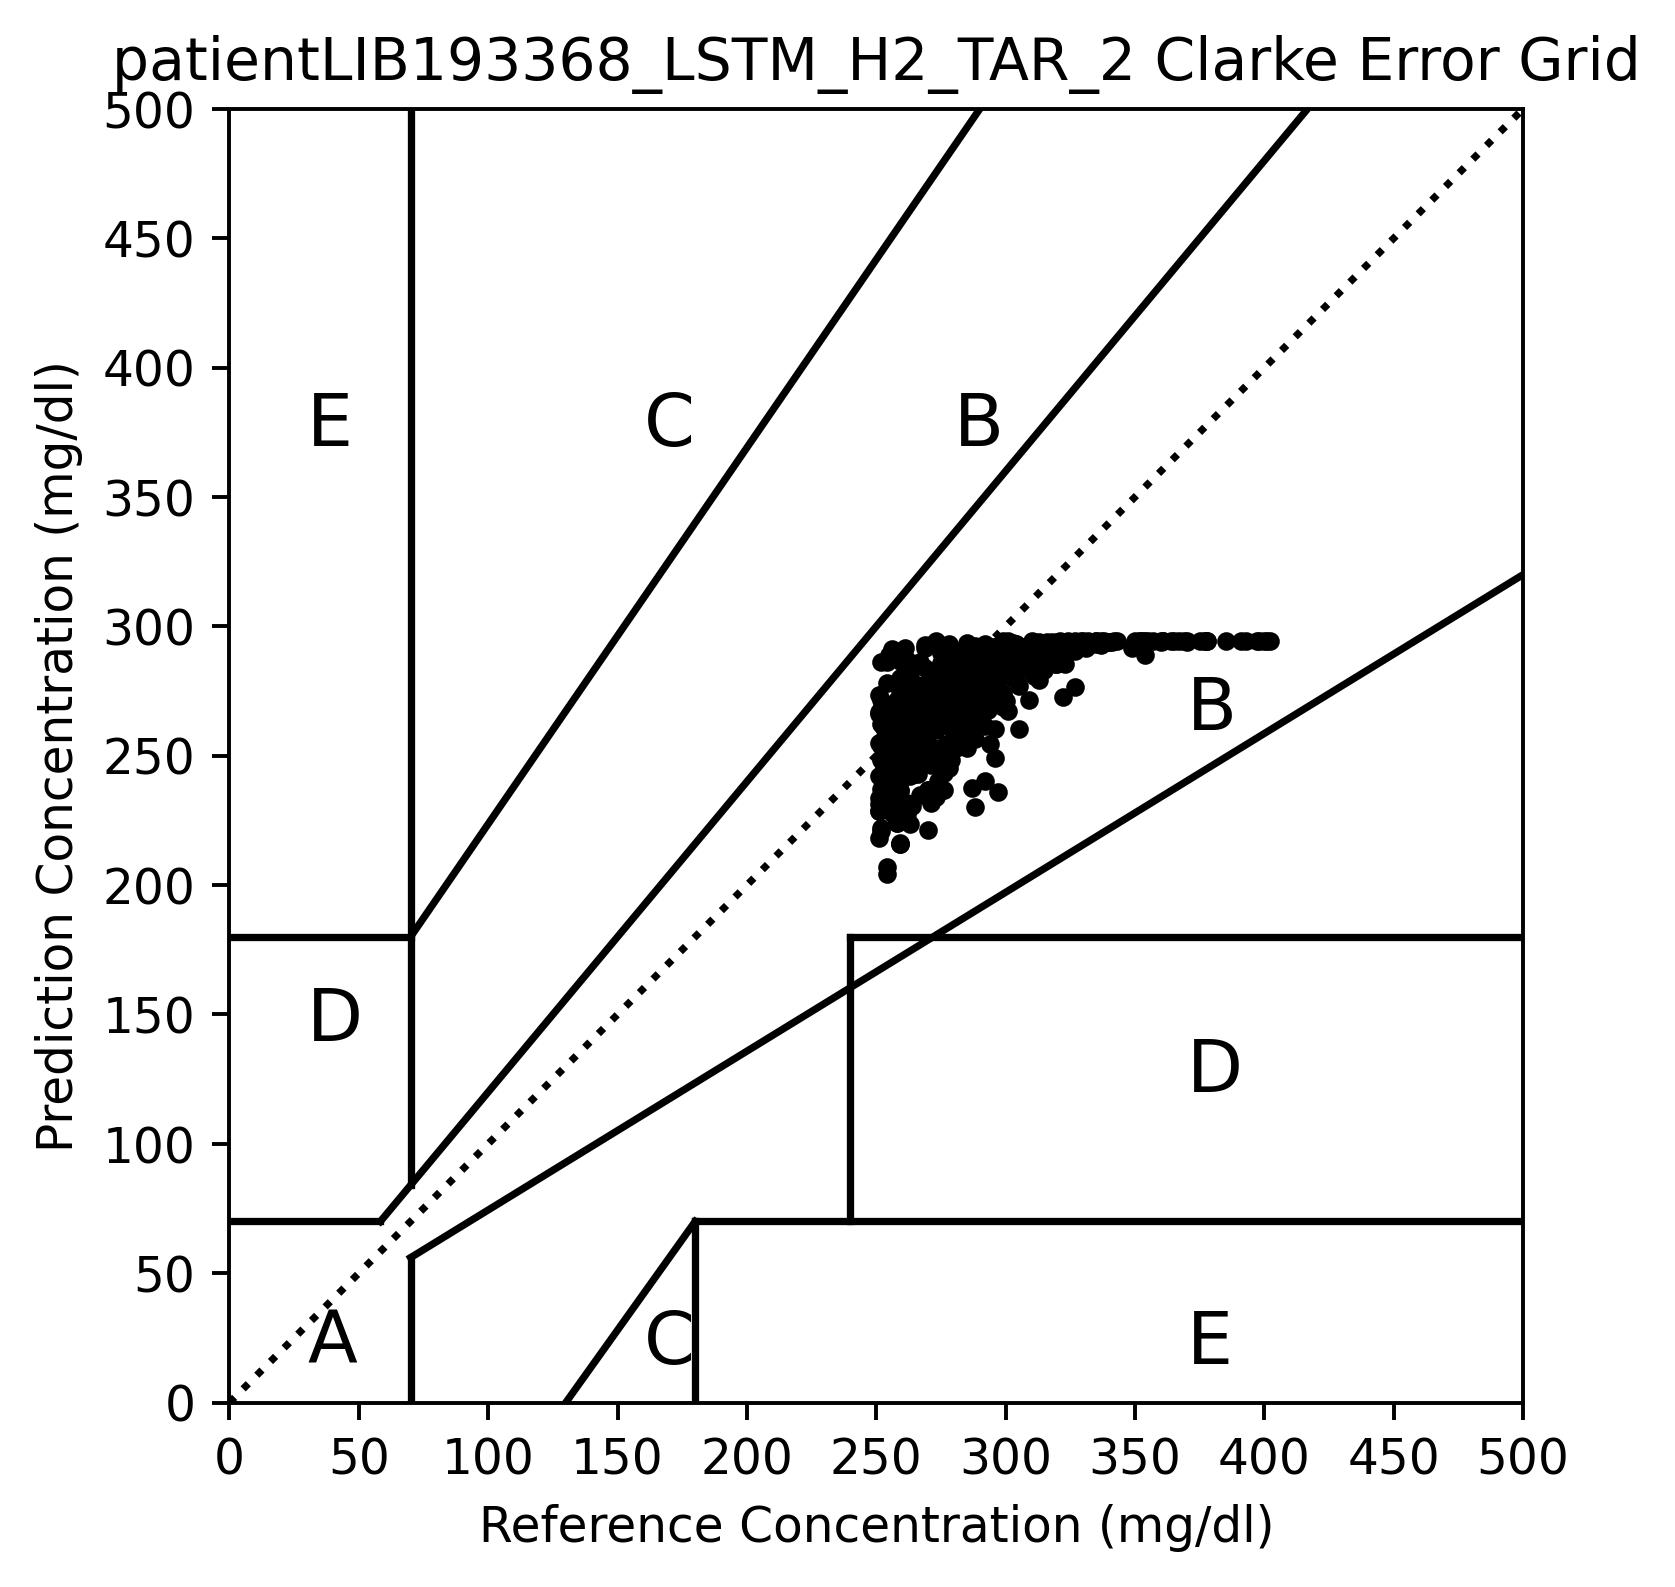 patientLIB193368_LSTM_H2_TAR_2 Clarke Error Grid
500
450
400
350
300
250
200
150
100
50
0
Prediction Concentration (mg/dl)
E
C
B
B
D
D
A
C
E
0
50
100
150
200
250
300
350
400
450
500
Reference Concentration (mg/dl)